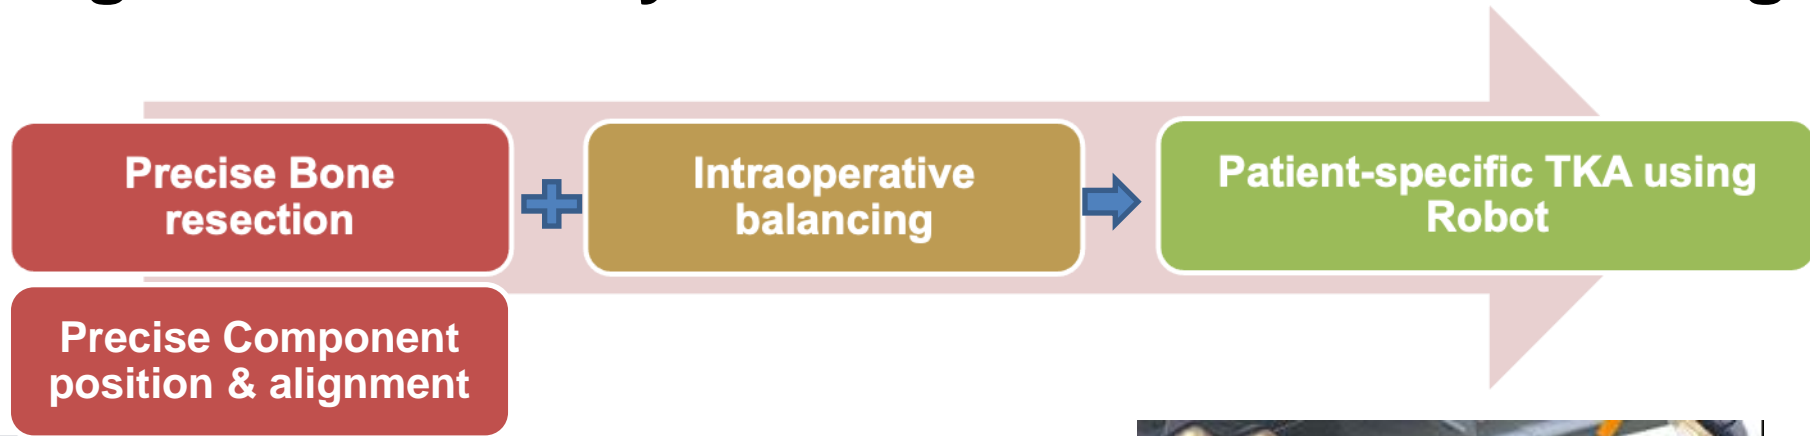 Precise Bone
resection
Intraoperative
balancing
Patient-specific TKA using
Robot
Precise Component
position & alignment